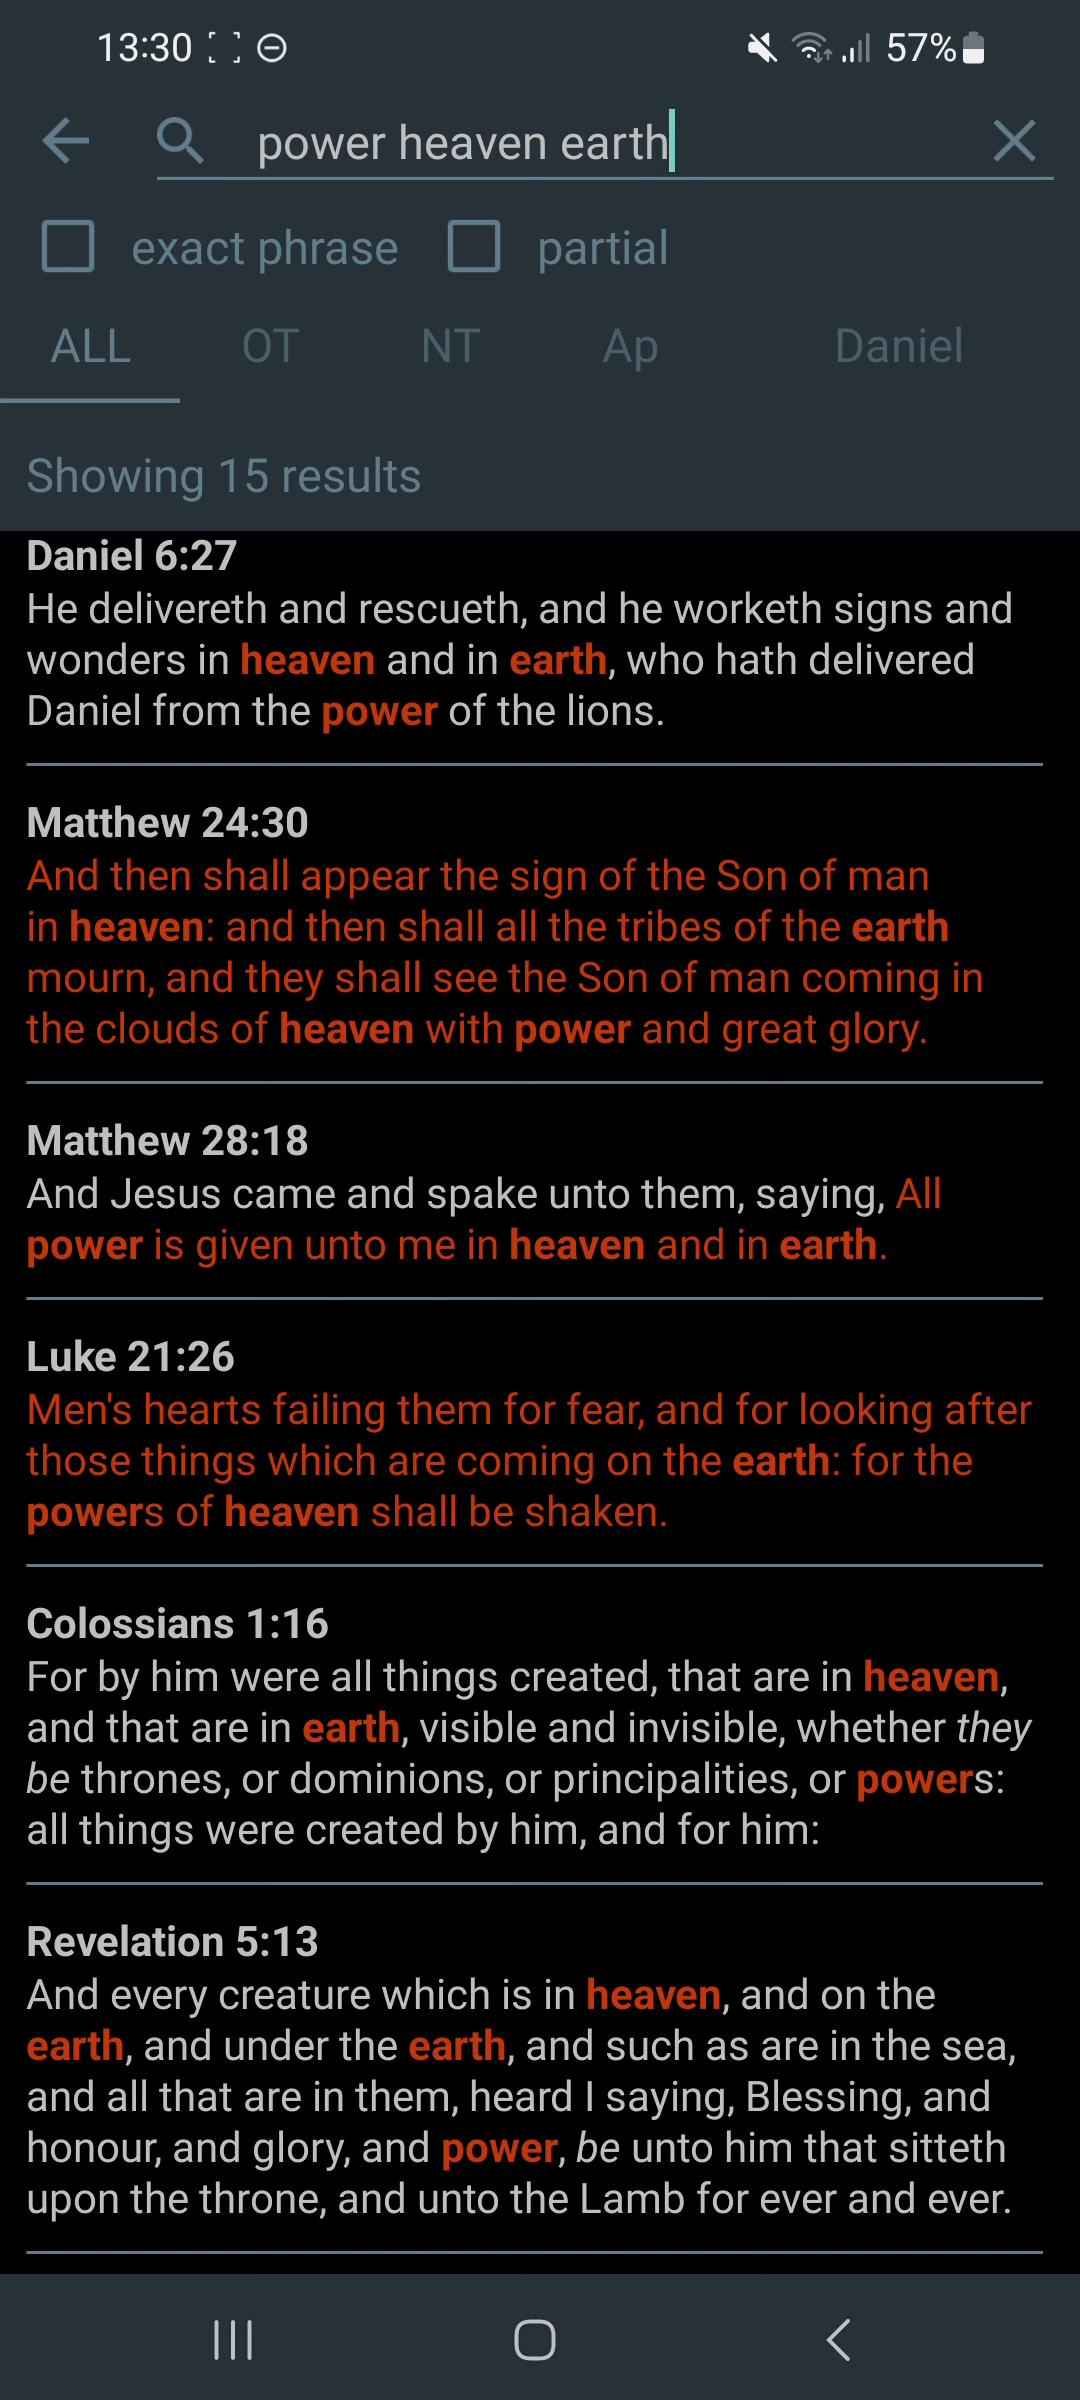 13:30 57%
power heaven earth
exact phrase partial
ALL OT NT Ap Daniel
Showing 15 results
Daniel 6:27
He delivereth and rescueth, and he worketh signs and
wonders in heaven and in earth, who hath delivered
Daniel from the power of the lions.
Matthew 24:30
And then shall appear the sign of the Son of man
in heaven: and then shall all the tribes of the earth
mourn, and they shall see the Son of man coming in
the clouds of heaven with power and great glory.
Matthew 28:18
And Jesus came and spake unto them, saying, All
power is given unto me in heaven and in earth.
Luke 21:26
Men's hearts failing them for fear, and for looking after
those things which are coming on the earth: for the
powers of heaven shall be shaken.
Colossians 1:16
For by him were all things created, that are in heaven,
and that are in earth, visible and invisible, whether they
be thrones, or dominions, or principalities, or powers:
all things were created by him, and for him:
Revelation 5:13
And every creature which is in heaven, and on the
earth, and under the earth, and such as are in the sea,
and all that are in them, heard I saying, Blessing, and
honour, and glory, and power, be unto him that sitteth
upon the throne, and unto the Lamb for ever and ever.